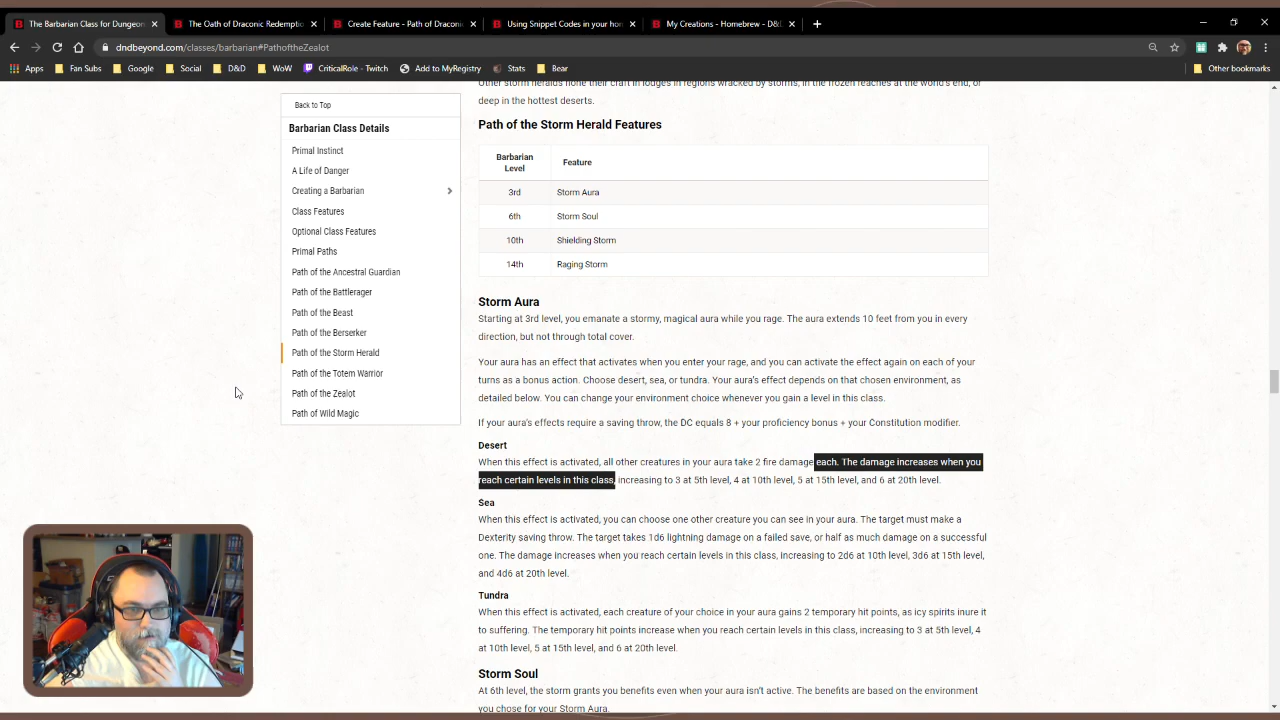 The Barbarian Class for Dungeon
The Oath of Draconic Redemptio
Create Feature - Path of Draconic
Using Snippet Codes in your hom
My Creations - Homebrew - D&D
dndbeyond.com/classes/barbarian#PathoftheZealot
Apps
Fan Subs
Google
Social
D&D
WoW
CriticalRole - Twitch
Add to MyRegistry
Stats
Bear
Other bookmarks
Other storm heralds hone their craft in lodges in regions wracked by storms, in the frozen reaches at the world's end, or
deep in the hottest deserts.
Back to Top
Barbarian Class Details
Primal Instinct
A Life of Danger
Creating a Barbarian
Class Features
Optional Class Features
Primal Paths
Path of the Ancestral Guardian
Path of the Battlerager
Path of the Beast
Path of the Berserker
Path of the Storm Herald
Path of the Totem Warrior
Path of the Zealot
Path of Wild Magic
Path of the Storm Herald Features
Barbarian
Level
Feature
3rd Storm Aura
6th Storm Soul
10th Shielding Storm
14th Raging Storm
Storm Aura
Starting at 3rd level, you emanate a stormy, magical aura while you rage. The aura extends 10 feet from you in every
direction, but not through total cover.
Your aura has an effect that activates when you enter your rage, and you can activate the effect again on each of your
turns as a bonus action. Choose desert, sea, or tundra. Your aura's effect depends on that chosen environment, as
detailed below. You can change your environment choice whenever you gain a level in this class.
If your aura's effects require a saving throw, the DC equals 8 + your proficiency bonus + your Constitution modifier.
Desert
When this effect is activated, all other creatures in your aura take 2 fire damage each. The damage increases when you
reach certain levels in this class, increasing to 3 at 5th level, 4 at 10th level, 5 at 15th level, and 6 at 20th level.
Sea
When this effect is activated, you can choose one other creature you can see in your aura. The target must make a
Dexterity saving throw. The target takes 1d6 lightning damage on a failed save, or half as much damage on a successful
one. The damage increases when you reach certain levels in this class, increasing to 2d6 at 10th level, 3d6 at 15th level,
and 4d6 at 20th level.
Tundra
When this effect is activated, each creature of your choice in your aura gains 2 temporary hit points, as icy spirits inure it
to suffering. The temporary hit points increase when you reach certain levels in this class, increasing to 3 at 5th level, 4
at 10th level, 5 at 15th level, and 6 at 20th level.
Storm Soul
At 6th level, the storm grants you benefits even when your aura isn't active. The benefits are based on the environment
you chose for your Storm Aura.